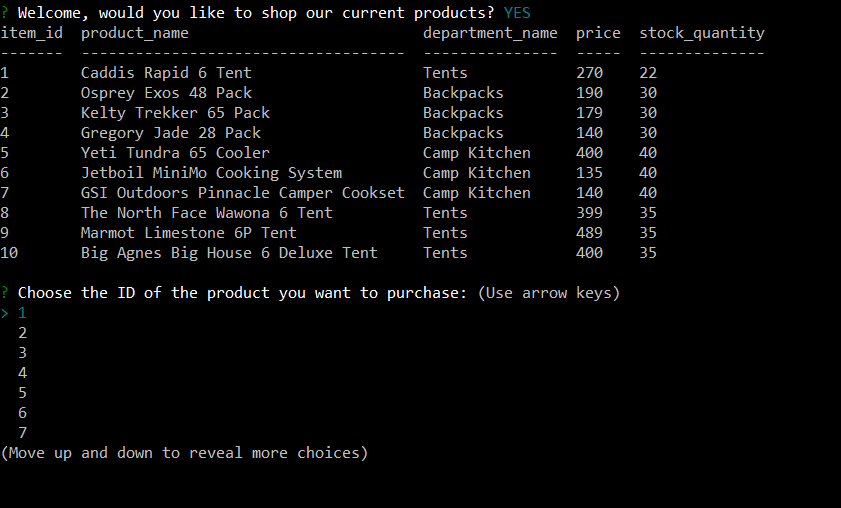 ? Welcome, would you like to shop our current products? YES
item_id  product_name                          department_name  price  stock_quantity
-------  ------------------------------------  ---------------  -----  --------------
1        Caddis Rapid 6 Tent                   Tents            270    22
2        Osprey Exos 48 Pack                   Backpacks        190    30
3        Kelty Trekker 65 Pack                 Backpacks        179    30
4        Gregory Jade 28 Pack                  Backpacks        140    30
5        Yeti Tundra 65 Cooler                 Camp Kitchen     400    40
6        Jetboil MiniMo Cooking System         Camp Kitchen     135    40
7        GSI Outdoors Pinnacle Camper Cookset  Camp Kitchen     140    40
8        The North Face Wawona 6 Tent          Tents            399    35
9        Marmot Limestone 6P Tent              Tents            489    35
10       Big Agnes Big House 6 Deluxe Tent     Tents            400    35
? Choose the ID of the product you want to purchase: (Use arrow keys)
> 1
  2
  3
  4
  5
  6
  7
(Move up and down to reveal more choices)